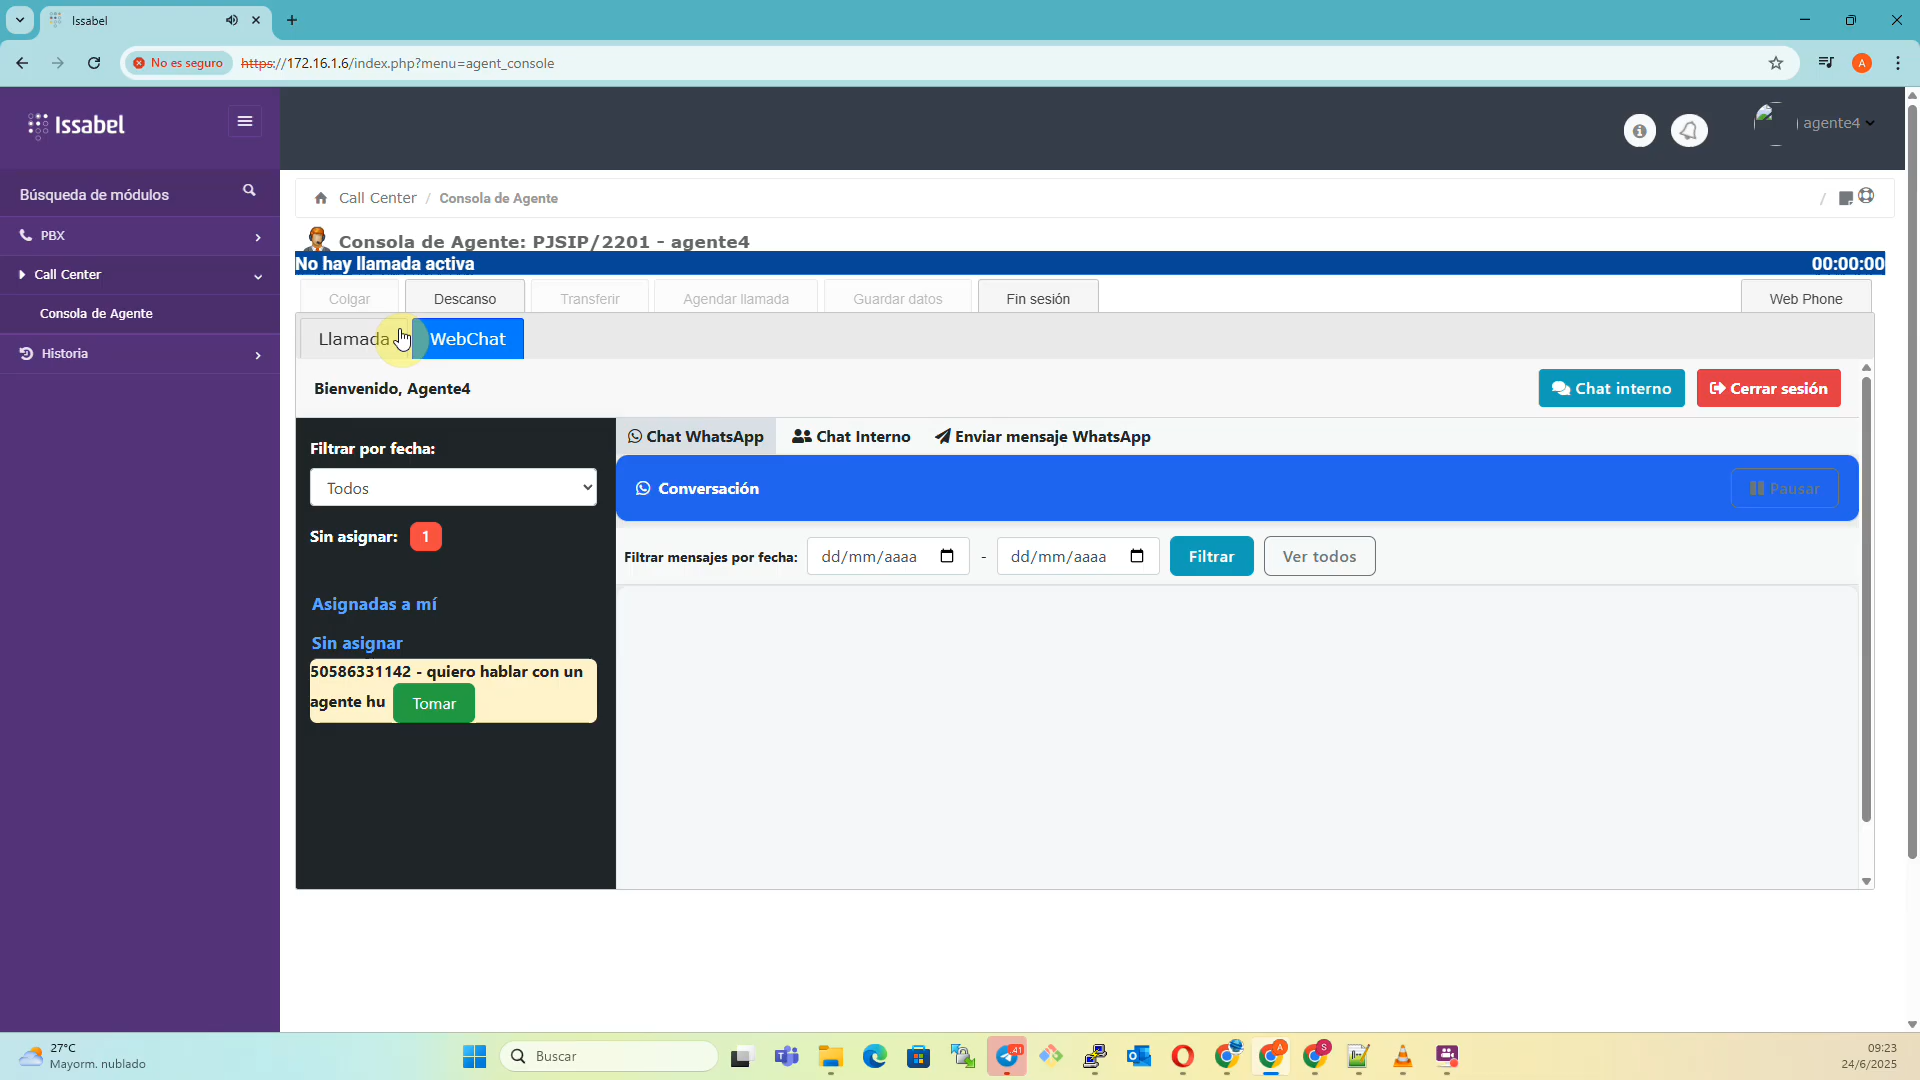 Issabel
No es seguro
https://172.16.1.6/index.php?menu=agent_console
A
Issabel
agente4
Búsqueda de módulos
PBX
Call Center
Consola de Agente
Historia
Call Center / Consola de Agente /
Consola de Agente: PJSIP/2201 - agente4
No hay llamada activa 00:00:00
Colgar Descanso Transferir Agendar llamada Guardar datos Fin sesión Web Phone
Llamada WebChat
Bienvenido, Agente4 Chat interno Cerrar sesión
Filtrar por fecha:
Todos
Sin asignar: 1
Asignadas a mí
Sin asignar
50586331142 - quiero hablar con un
agente hu Tomar
Chat WhatsApp Chat Interno Enviar mensaje WhatsApp
Conversación Pausar
Filtrar mensajes por fecha: dd/mm/aaaa - dd/mm/aaaa Filtrar Ver todos
27°C
Mayorm. nublado
Buscar
41
A
S
09:23
24/6/2025